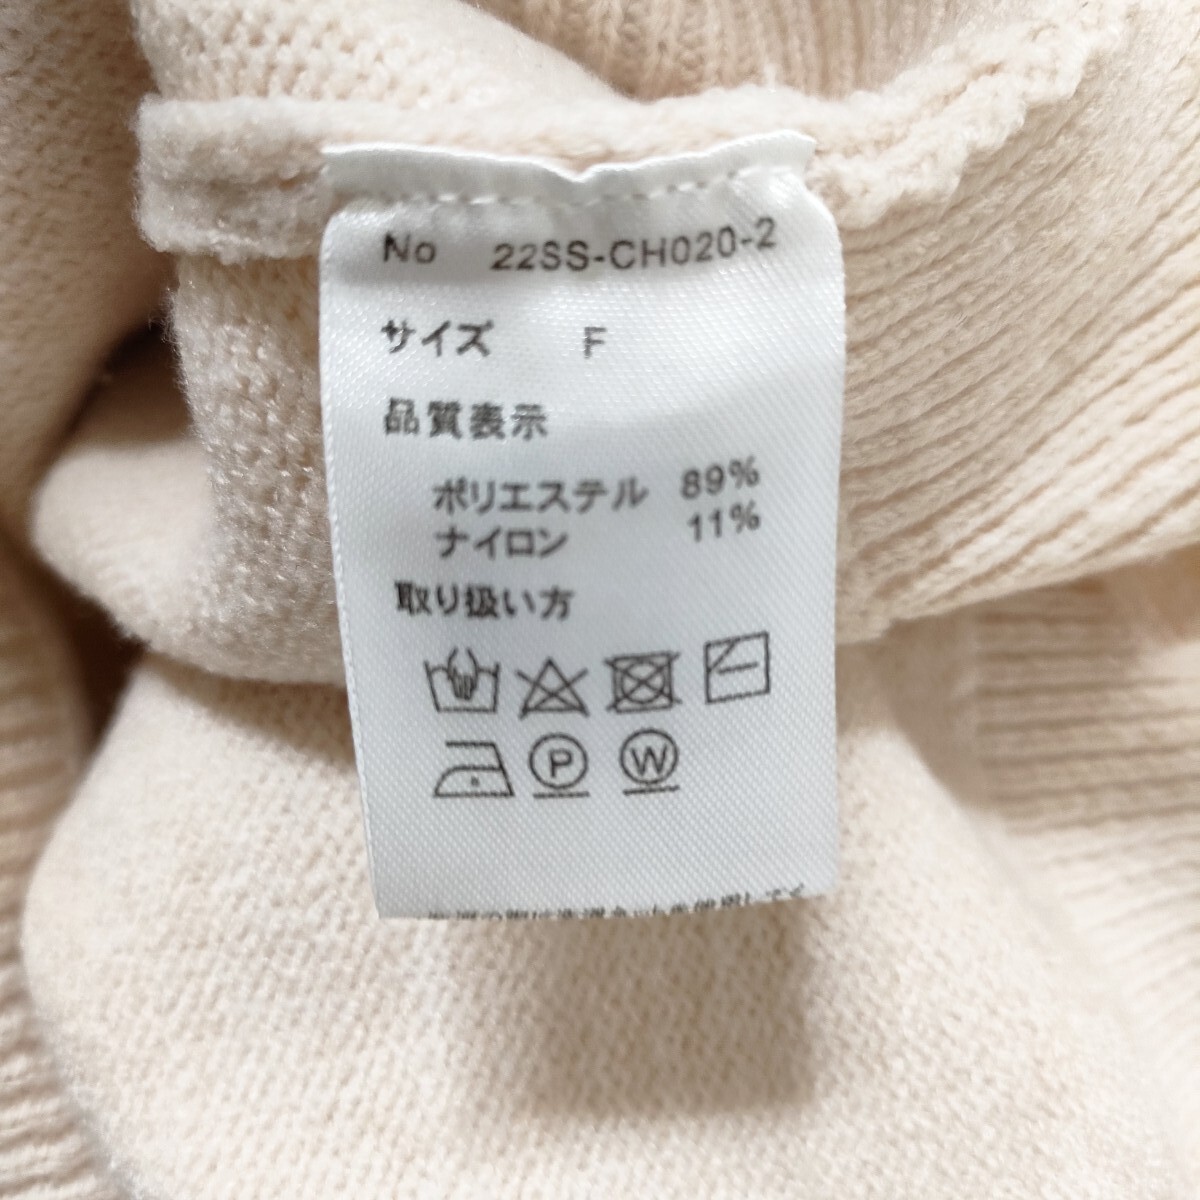 No 22SS-CH020-2
サイズ F
品質表示
ポリエステル 89%
ナイロン 11%
取り扱い方
P W